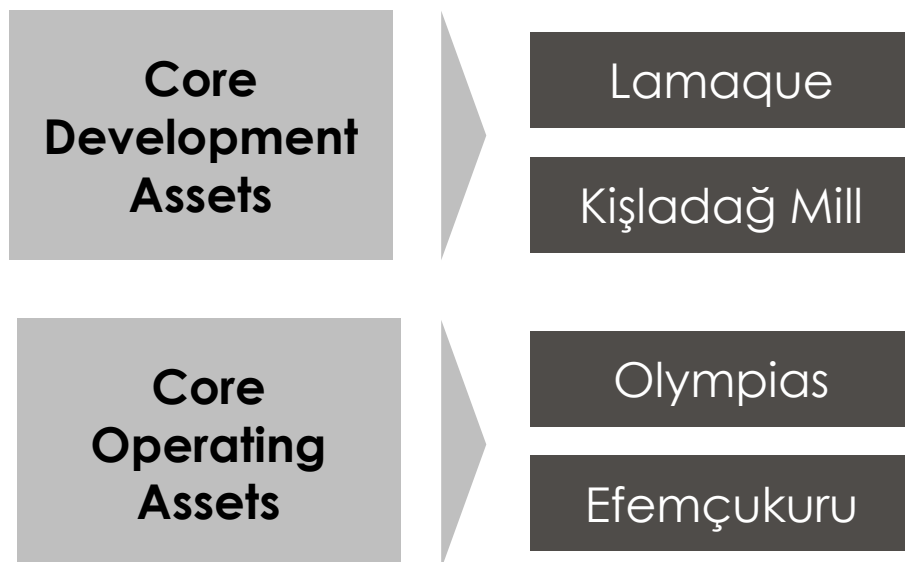 Core
Development
Assets
Lamaque
Kişladağ Mill
Core
Operating
Assets
Olympias
Efemçukuru